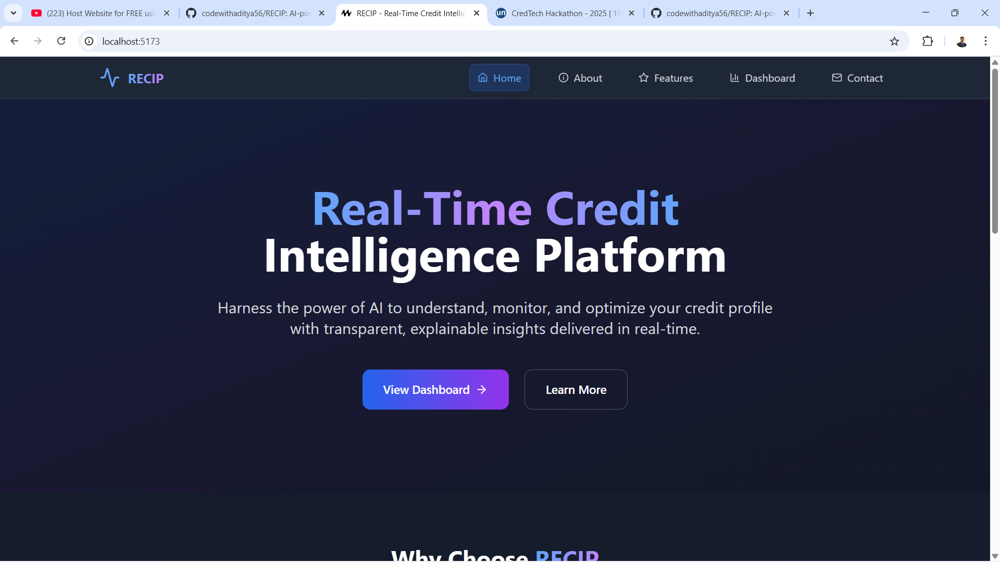 (223) Host Website for FREE usi
codewithaditya56/RECIP: AI-po
RECIP - Real-Time Credit Intellig
un
CredTech Hackathon - 2025 | 15
codewithaditya56/RECIP: AI-po
localhost:5173
RECIP
Home
About
Features
Dashboard
Contact
Real-Time Credit
Intelligence Platform
Harness the power of AI to understand, monitor, and optimize your credit profile
with transparent, explainable insights delivered in real-time.
View Dashboard →
Learn More
Why Choose RECIP